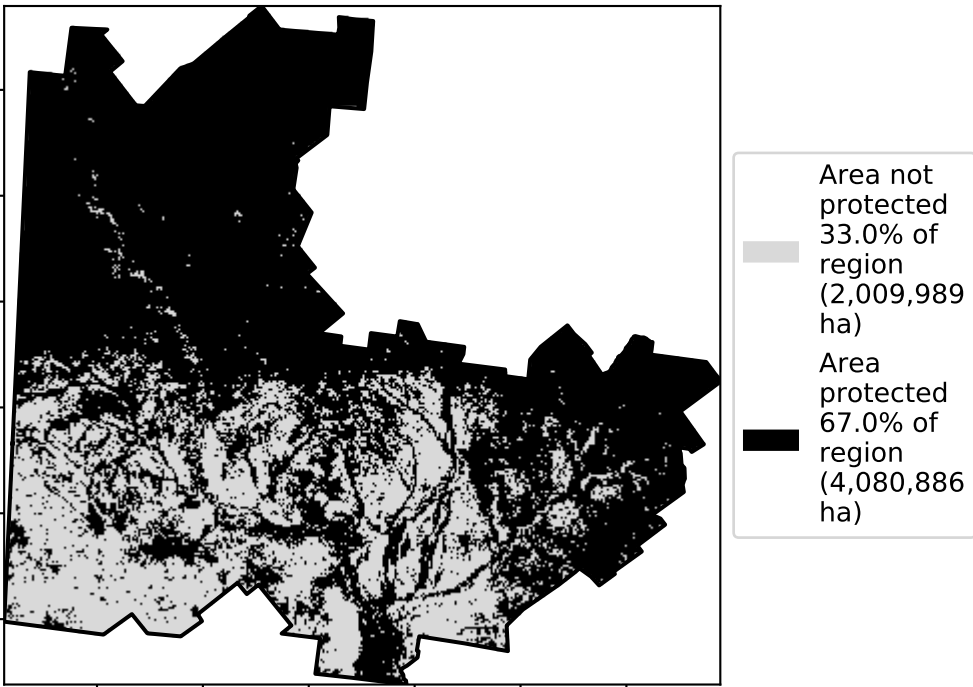 Area not
protected
33.0% of
region
(2,009,989
ha)
Area
protected
67.0% of
region
(4,080,886
ha)